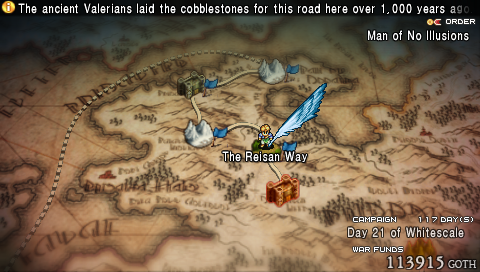 The ancient Valerians laid the cobblestones for this road here over 1,000 years ago
ORDER
Man of No Illusions
The Reisan Way
CAMPAIGN 117 DAY(S)
Day 21 of Whitescale
WAR FUNDS
113915 GOTH